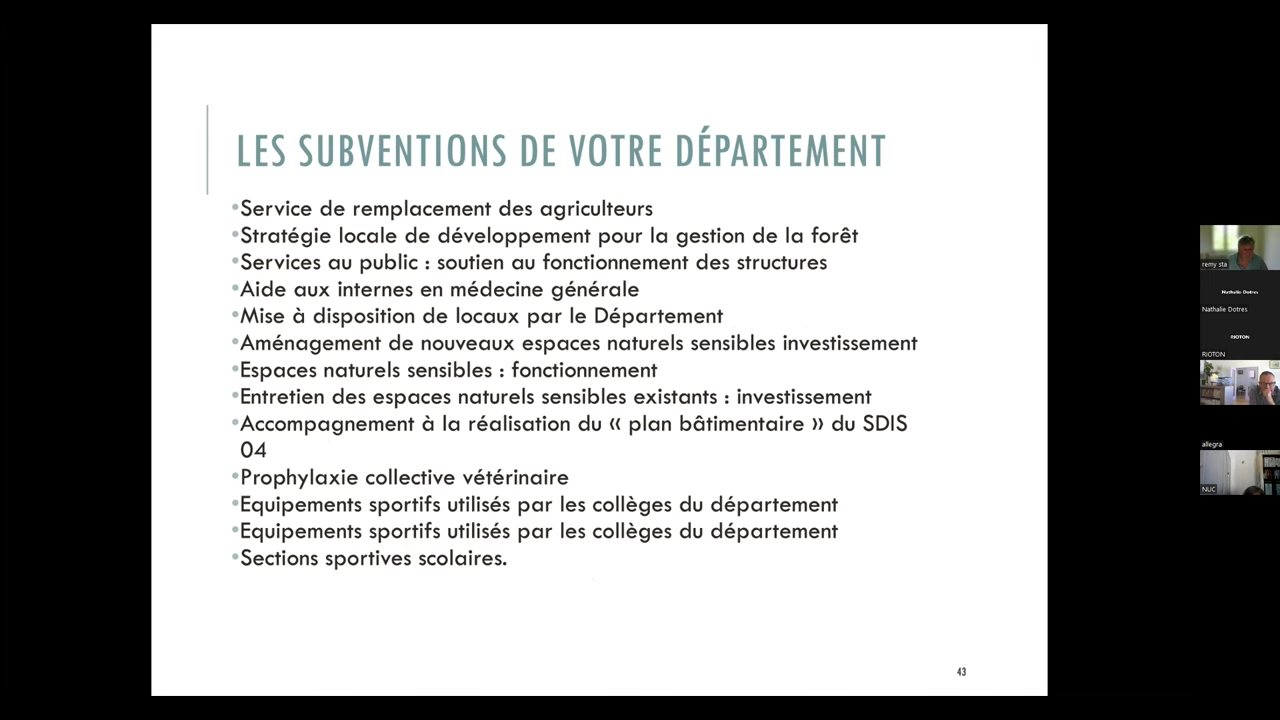 LES SUBVENTIONS DE VOTRE DÉPARTEMENT
•Service de remplacement des agriculteurs
•Stratégie locale de développement pour la gestion de la forêt
•Services au public : soutien au fonctionnement des structures
•Aide aux internes en médecine générale
•Mise à disposition de locaux par le Département
•Aménagement de nouveaux espaces naturels sensibles investissement
•Espaces naturels sensibles : fonctionnement
•Entretien des espaces naturels sensibles existants : investissement
•Accompagnement à la réalisation du « plan bâtimentaire » du SDIS
04
•Prophylaxie collective vétérinaire
•Equipements sportifs utilisés par les collèges du département
•Equipements sportifs utilisés par les collèges du département
•Sections sportives scolaires.
43
remy sta
Nathalie Dotres
Nathalie Dotres
RIOTON
RIOTON
allegra
NUC